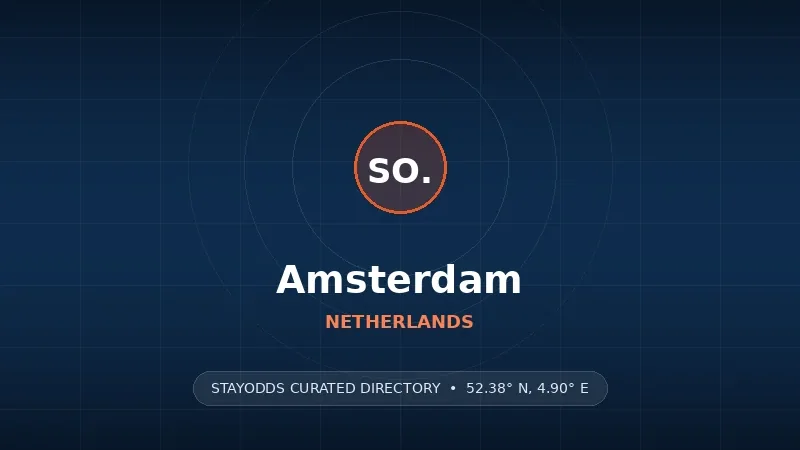 SO.
Amsterdam
NETHERLANDS
STAYODDS CURATED DIRECTORY • 52.38° N, 4.90° E